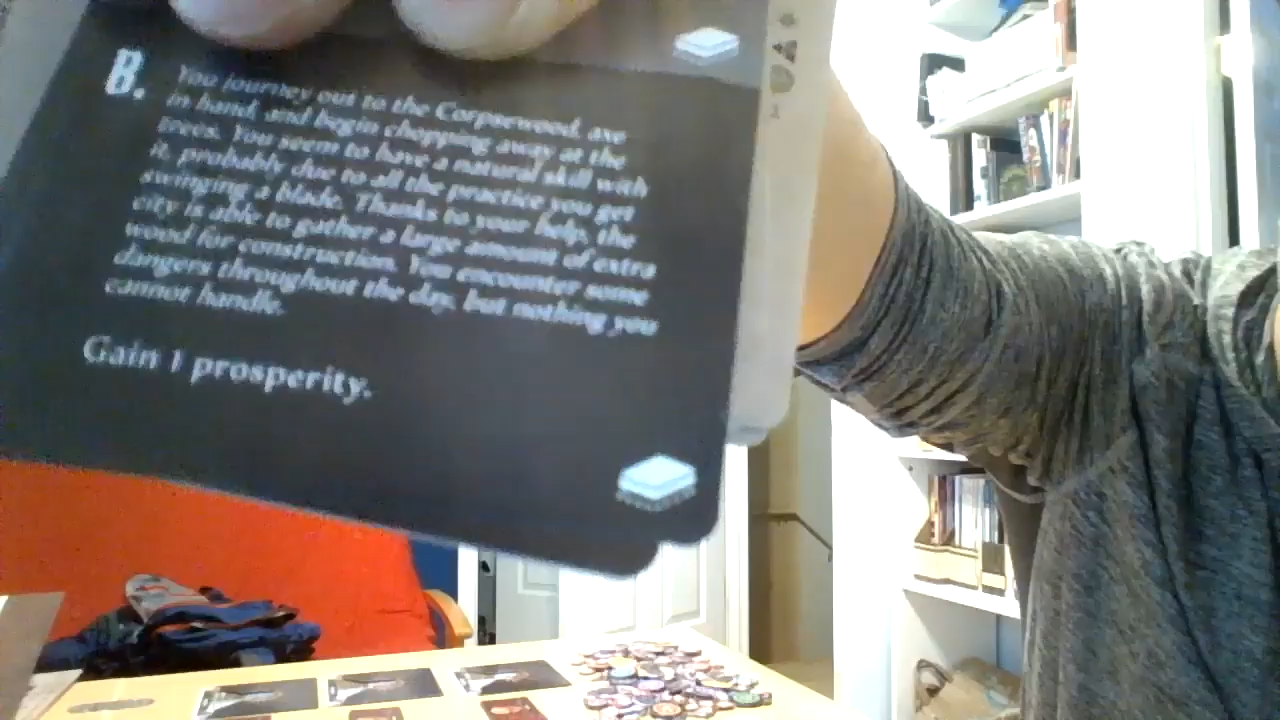 B.
You journey out to the Corpsewood, axe
in hand, and begin chopping away at the
trees. You seem to have a natural skill with
it, probably due to all the practice you get
swinging a blade. Thanks to your help, the
city is able to gather a large amount of extra
wood for construction. You encounter some
dangers throughout the day, but nothing you
cannot handle.
Gain 1 prosperity.